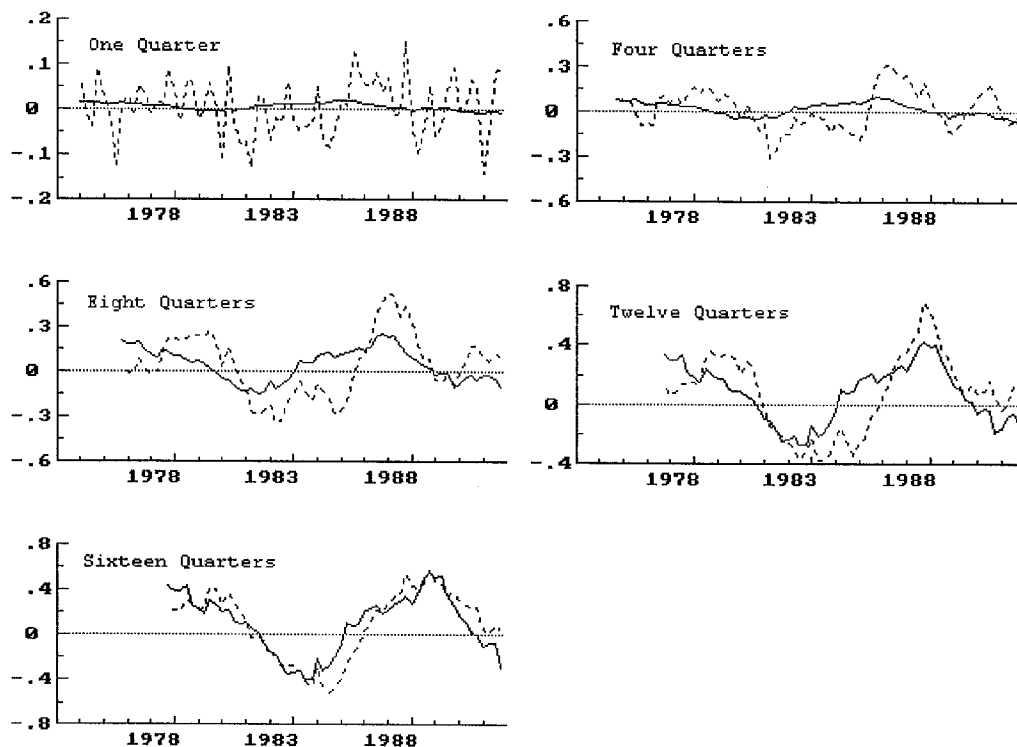 .2
One Quarter
.1
0
-.1
-.2
1978 1983 1988
.6
Four Quarters
.3
0
-.3
-.6
1978 1983 1988
.6
Eight Quarters
.3
0
-.3
-.6
1978 1983 1988
.8
Twelve Quarters
.4
0
-.4
1978 1983 1988
.8
Sixteen Quarters
.4
0
-.4
-.8
1978 1983 1988